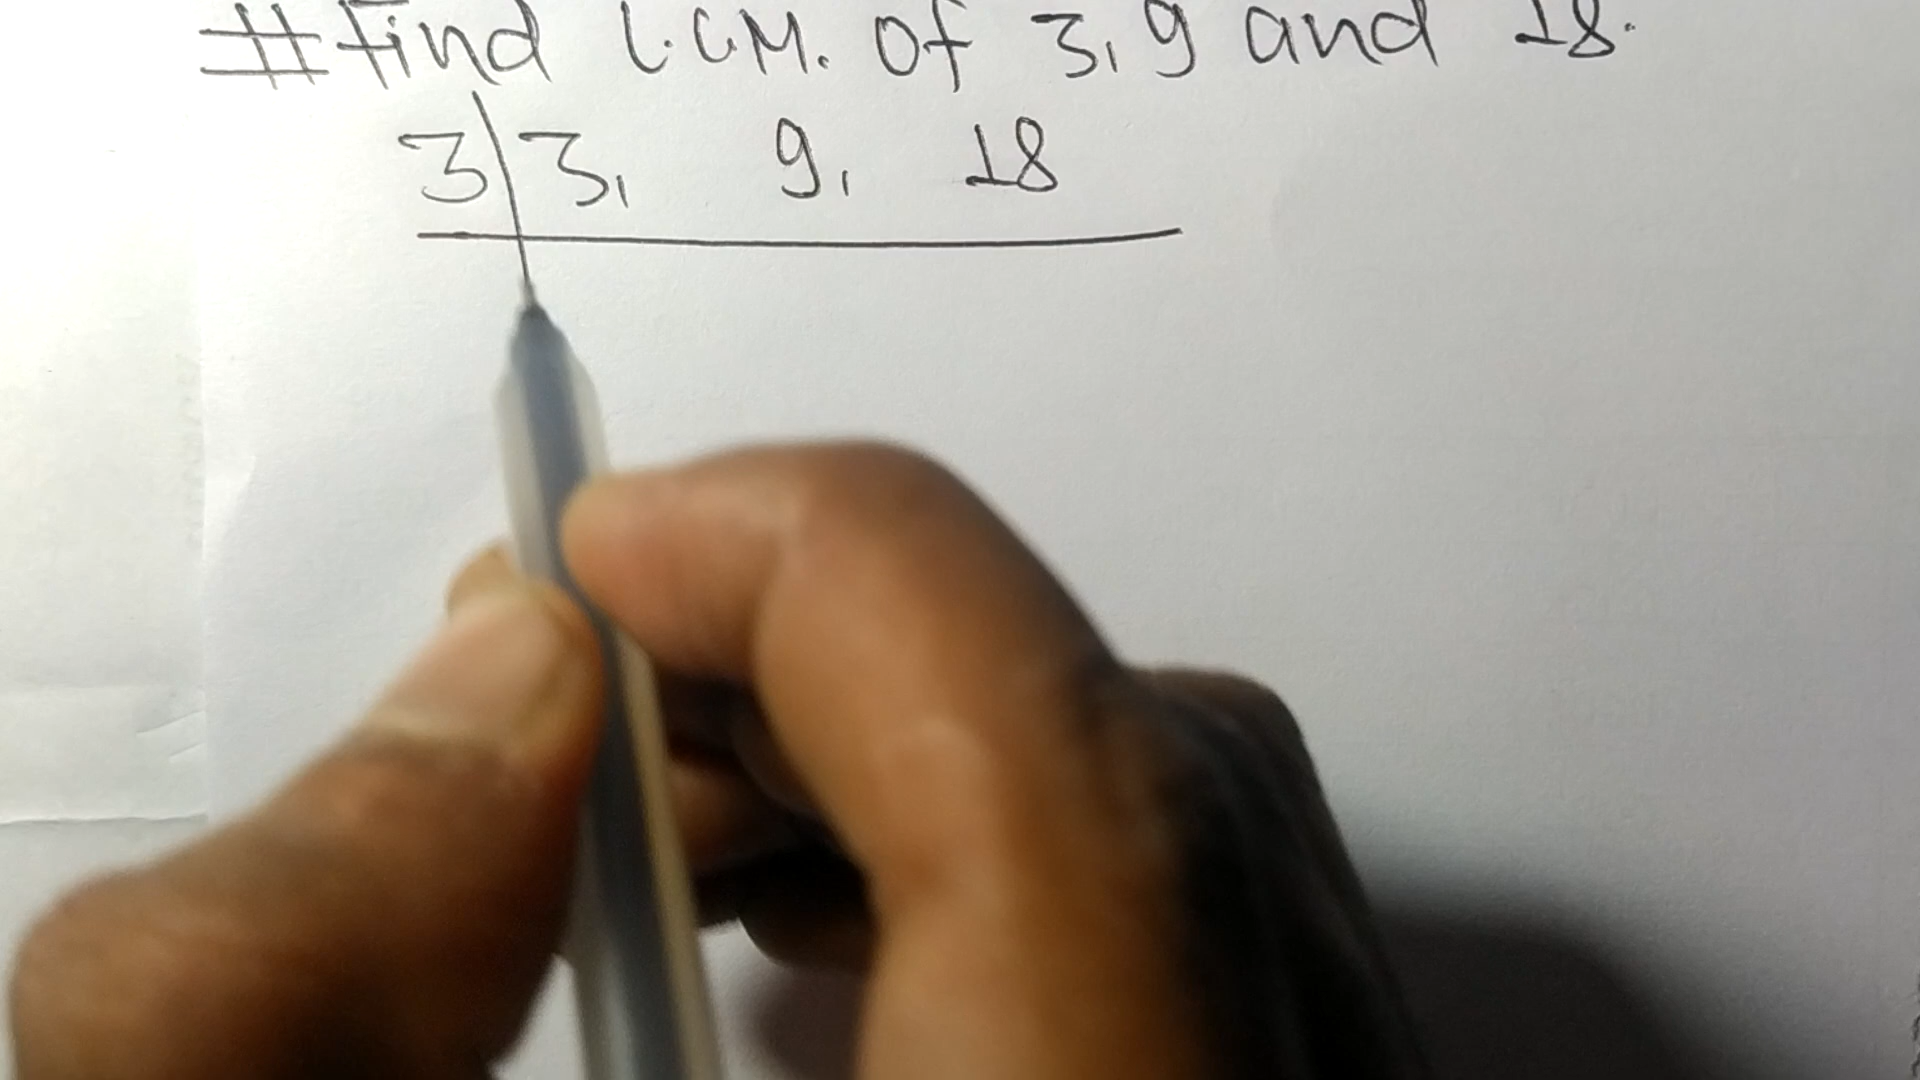 # Find L.C.M. of 3, 9 and 18.
3 3, 9, 18